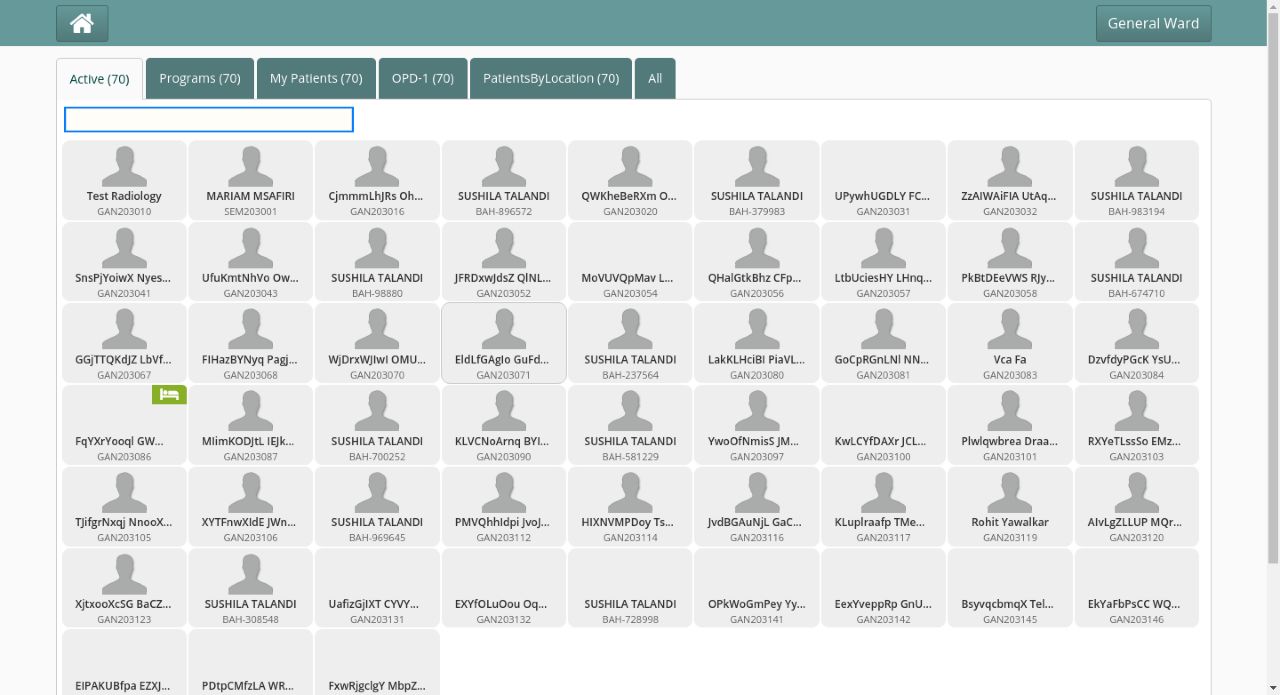 General Ward
Active (70) Programs (70) My Patients (70) OPD-1 (70) PatientsByLocation (70) All
Test Radiology MARIAM MSAFIRI CjmmmLhJRs Oh... SUSHILA TALANDI QWKheBeRXm O... SUSHILA TALANDI UPywhUGDLY FC... ZzAIWAiFIA UtAq... SUSHILA TALANDI
GAN203010 SEM203001 GAN203016 BAH-896572 GAN203020 BAH-379983 GAN203031 GAN203032 BAH-983194
SnsPjYoiwX Nyes... UfuKmtNhVo Ow... SUSHILA TALANDI JFRDxwJdsZ QlNL... MoVUVQpMav L... QHalGtkBhz CFp... LtbUciesHY LHnq... PkBtDEeVWS RJy... SUSHILA TALANDI
GAN203041 GAN203043 BAH-98880 GAN203052 GAN203054 GAN203056 GAN203057 GAN203058 BAH-674710
GGjTTQKdJZ LbVf... FIHazBYNyq Pagj... WjDrxWJIwI OMU... EldLfGAgIo GuFd... SUSHILA TALANDI LakKLHciBI PiaVL... GoCpRGnLNl NN... Vca Fa DzvfdyPGcK YsU...
GAN203067 GAN203068 GAN203070 GAN203071 BAH-237564 GAN203080 GAN203081 GAN203083 GAN203084
FqYXrYooql GW... MIimKODJtL IEJk... SUSHILA TALANDI KLVCNoArnq BYI... SUSHILA TALANDI YwoOfNmisS JM... KwLCYfDAXr JCL... Plwlqwbrea Draa... RXYeTLssSo EMz...
GAN203086 GAN203087 BAH-700252 GAN203090 BAH-581229 GAN203097 GAN203100 GAN203101 GAN203103
TJifgrNxqj NnooX... XYTFnwXIdE JWn... SUSHILA TALANDI PMVQhhIdpi JvoJ... HIXNVMPDoy Ts... JvdBGAuNjL GaC... KLuplraafp TMe... Rohit Yawalkar AIvLgZLLUP MQr...
GAN203105 GAN203106 BAH-969645 GAN203112 GAN203114 GAN203116 GAN203117 GAN203119 GAN203120
XjtxooXcSG BaCZ... SUSHILA TALANDI UafizGjIXT CYVY... EXYfOLuOou Oq... SUSHILA TALANDI OPkWoGmPey Yy... EexYveppRp GnU... BsyvqcbmqX Tel... EkYaFbPsCC WQ...
GAN203123 BAH-308548 GAN203131 GAN203132 BAH-728998 GAN203141 GAN203142 GAN203145 GAN203146
EIPAKUBfpa EZXJ... PDtpCMfzLA WR... FxwRjgclgY MbpZ...